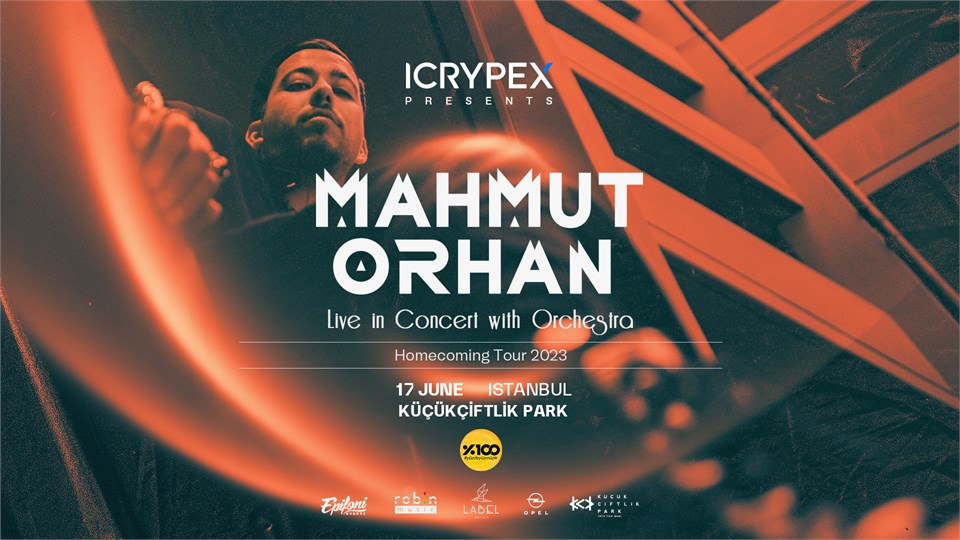 ICRYPEX
PRESENTS
MAHMUT
ORHAN
Live in Concert with Orchestra
Homecoming Tour 2023
17 JUNE ISTANBUL
KÜÇÜKÇİFTLİK PARK
%100
Epifoni
robin
music
LABEL
OPEL
KÜÇÜK
ÇİFTLİK
PARK